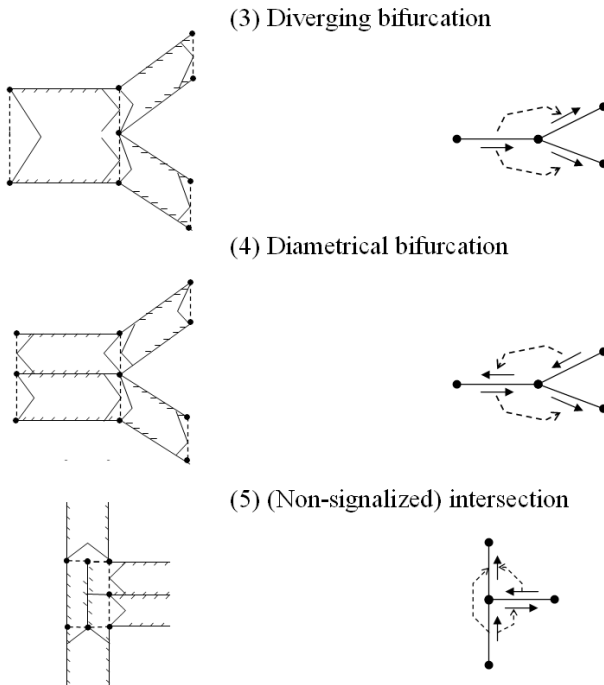 (3) Diverging bifurcation
(4) Diametrical bifurcation
(5) (Non-signalized) intersection